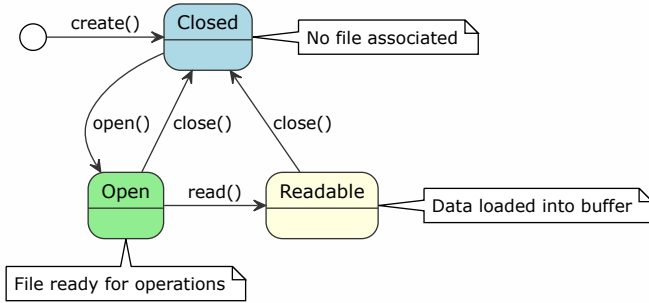 create()
Closed
No file associated
open()
close()
close()
Open
read()
Readable
Data loaded into buffer
File ready for operations